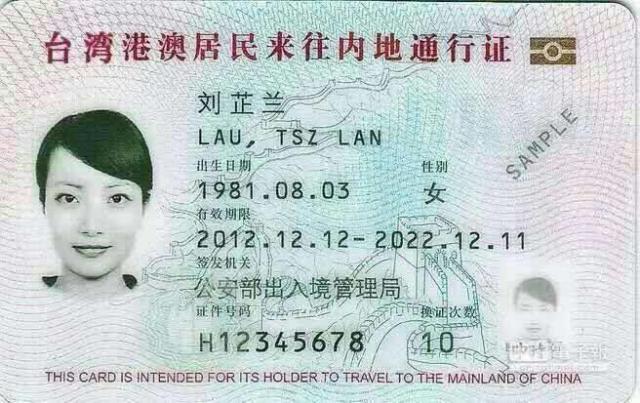 台湾港澳居民来往内地通行证
刘芷兰
LAU, TSZ LAN
SAMPLE
出生日期 性别
1981.08.03 女
有效期限
2012.12.12-2022.12.11
签发机关
公安部出入境管理局
证件号码 换证次数
H12345678 10
THIS CARD IS INTENDED FOR ITS HOLDER TO TRAVEL TO THE MAINLAND OF CHINA